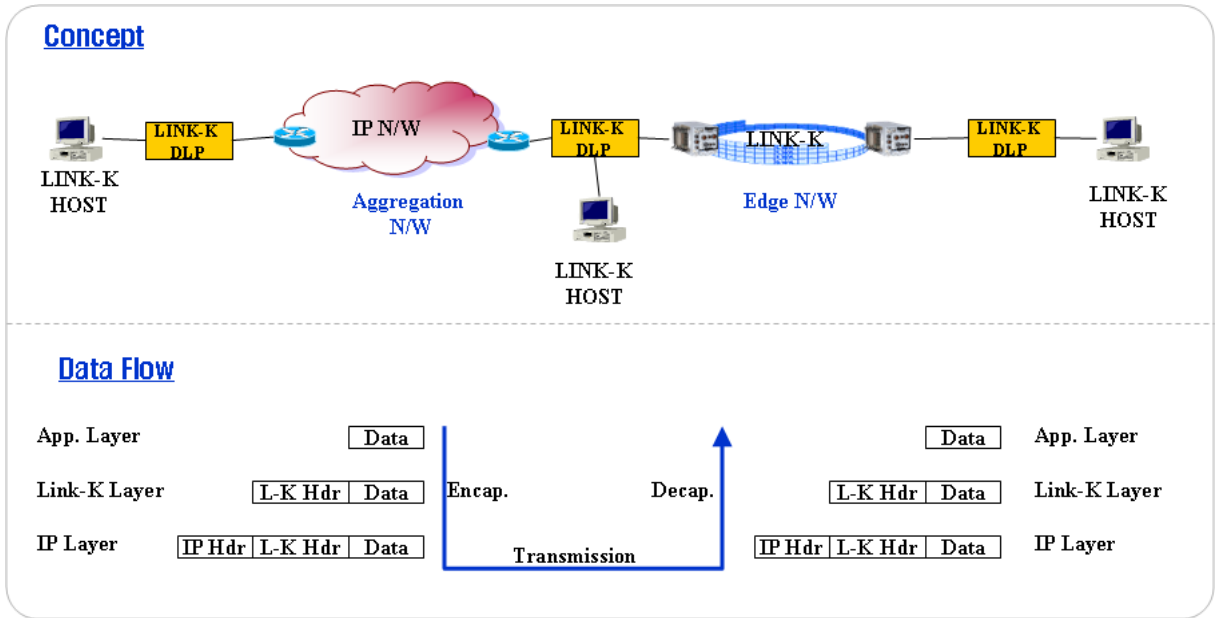 Concept
LINK-K
DLP
IP N/W
LINK-K
DLP
LINK-K
LINK-K
DLP
LINK-K
HOST
Aggregation
N/W
Edge N/W
LINK-K
HOST
LINK-K
HOST
Data Flow
App. Layer
Data
Data
App. Layer
Link-K Layer
L-K Hdr
Data
Encap.
Decap.
L-K Hdr
Data
Link-K Layer
IP Layer
IP Hdr
L-K Hdr
Data
Transmission
IP Hdr
L-K Hdr
Data
IP Layer